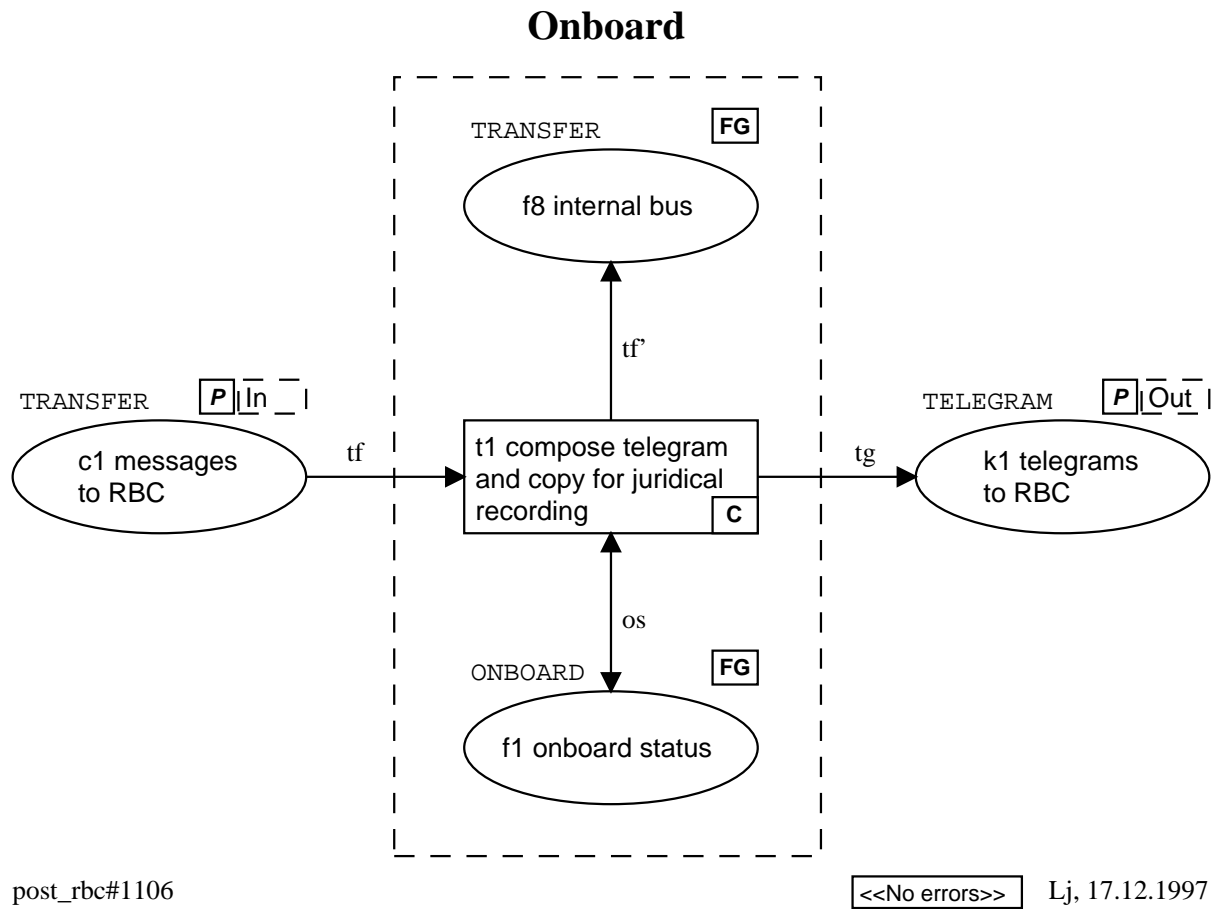 Onboard
TRANSFER
FG
f8 internal bus
tf’
TRANSFER
P
In
c1 messages
to RBC
tf
t1 compose telegram
and copy for juridical
recording
C
tg
TELEGRAM
P
Out
k1 telegrams
to RBC
os
ONBOARD
FG
f1 onboard status
post_rbc#1106
<<No errors>>
Lj, 17.12.1997